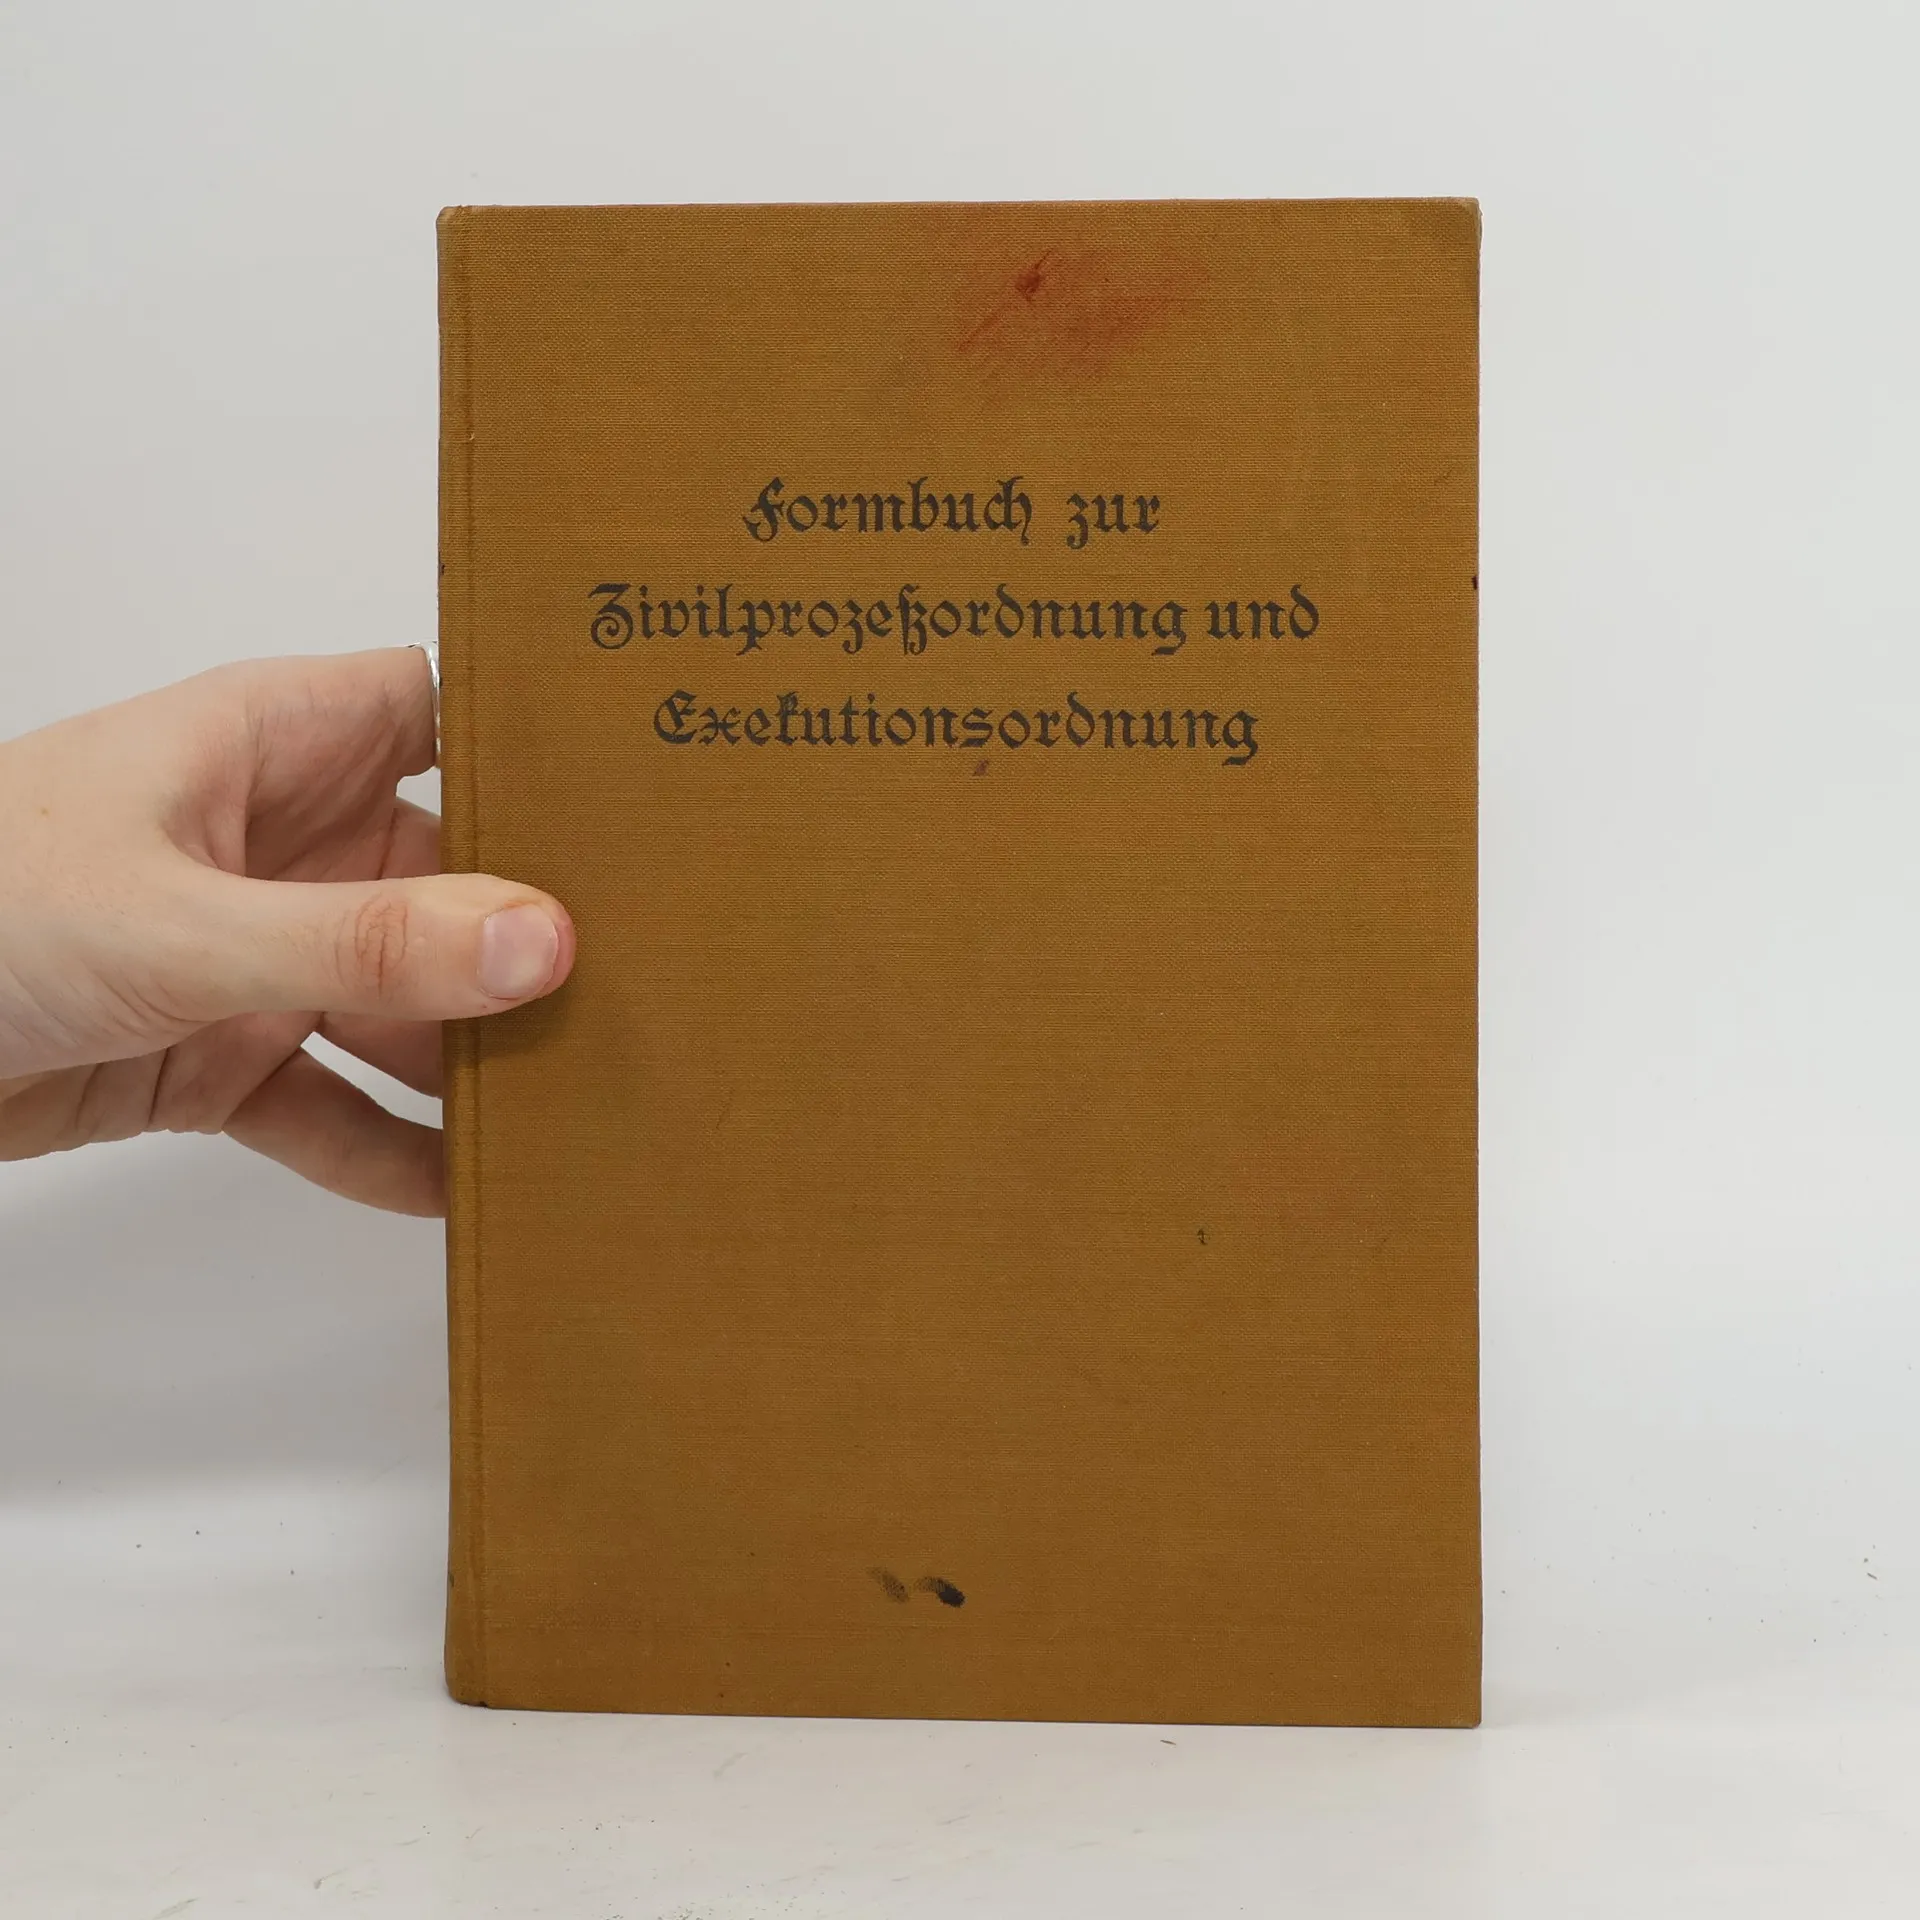 Formbuch zur
Zivilprozeßordnung und
Exekutionsordnung